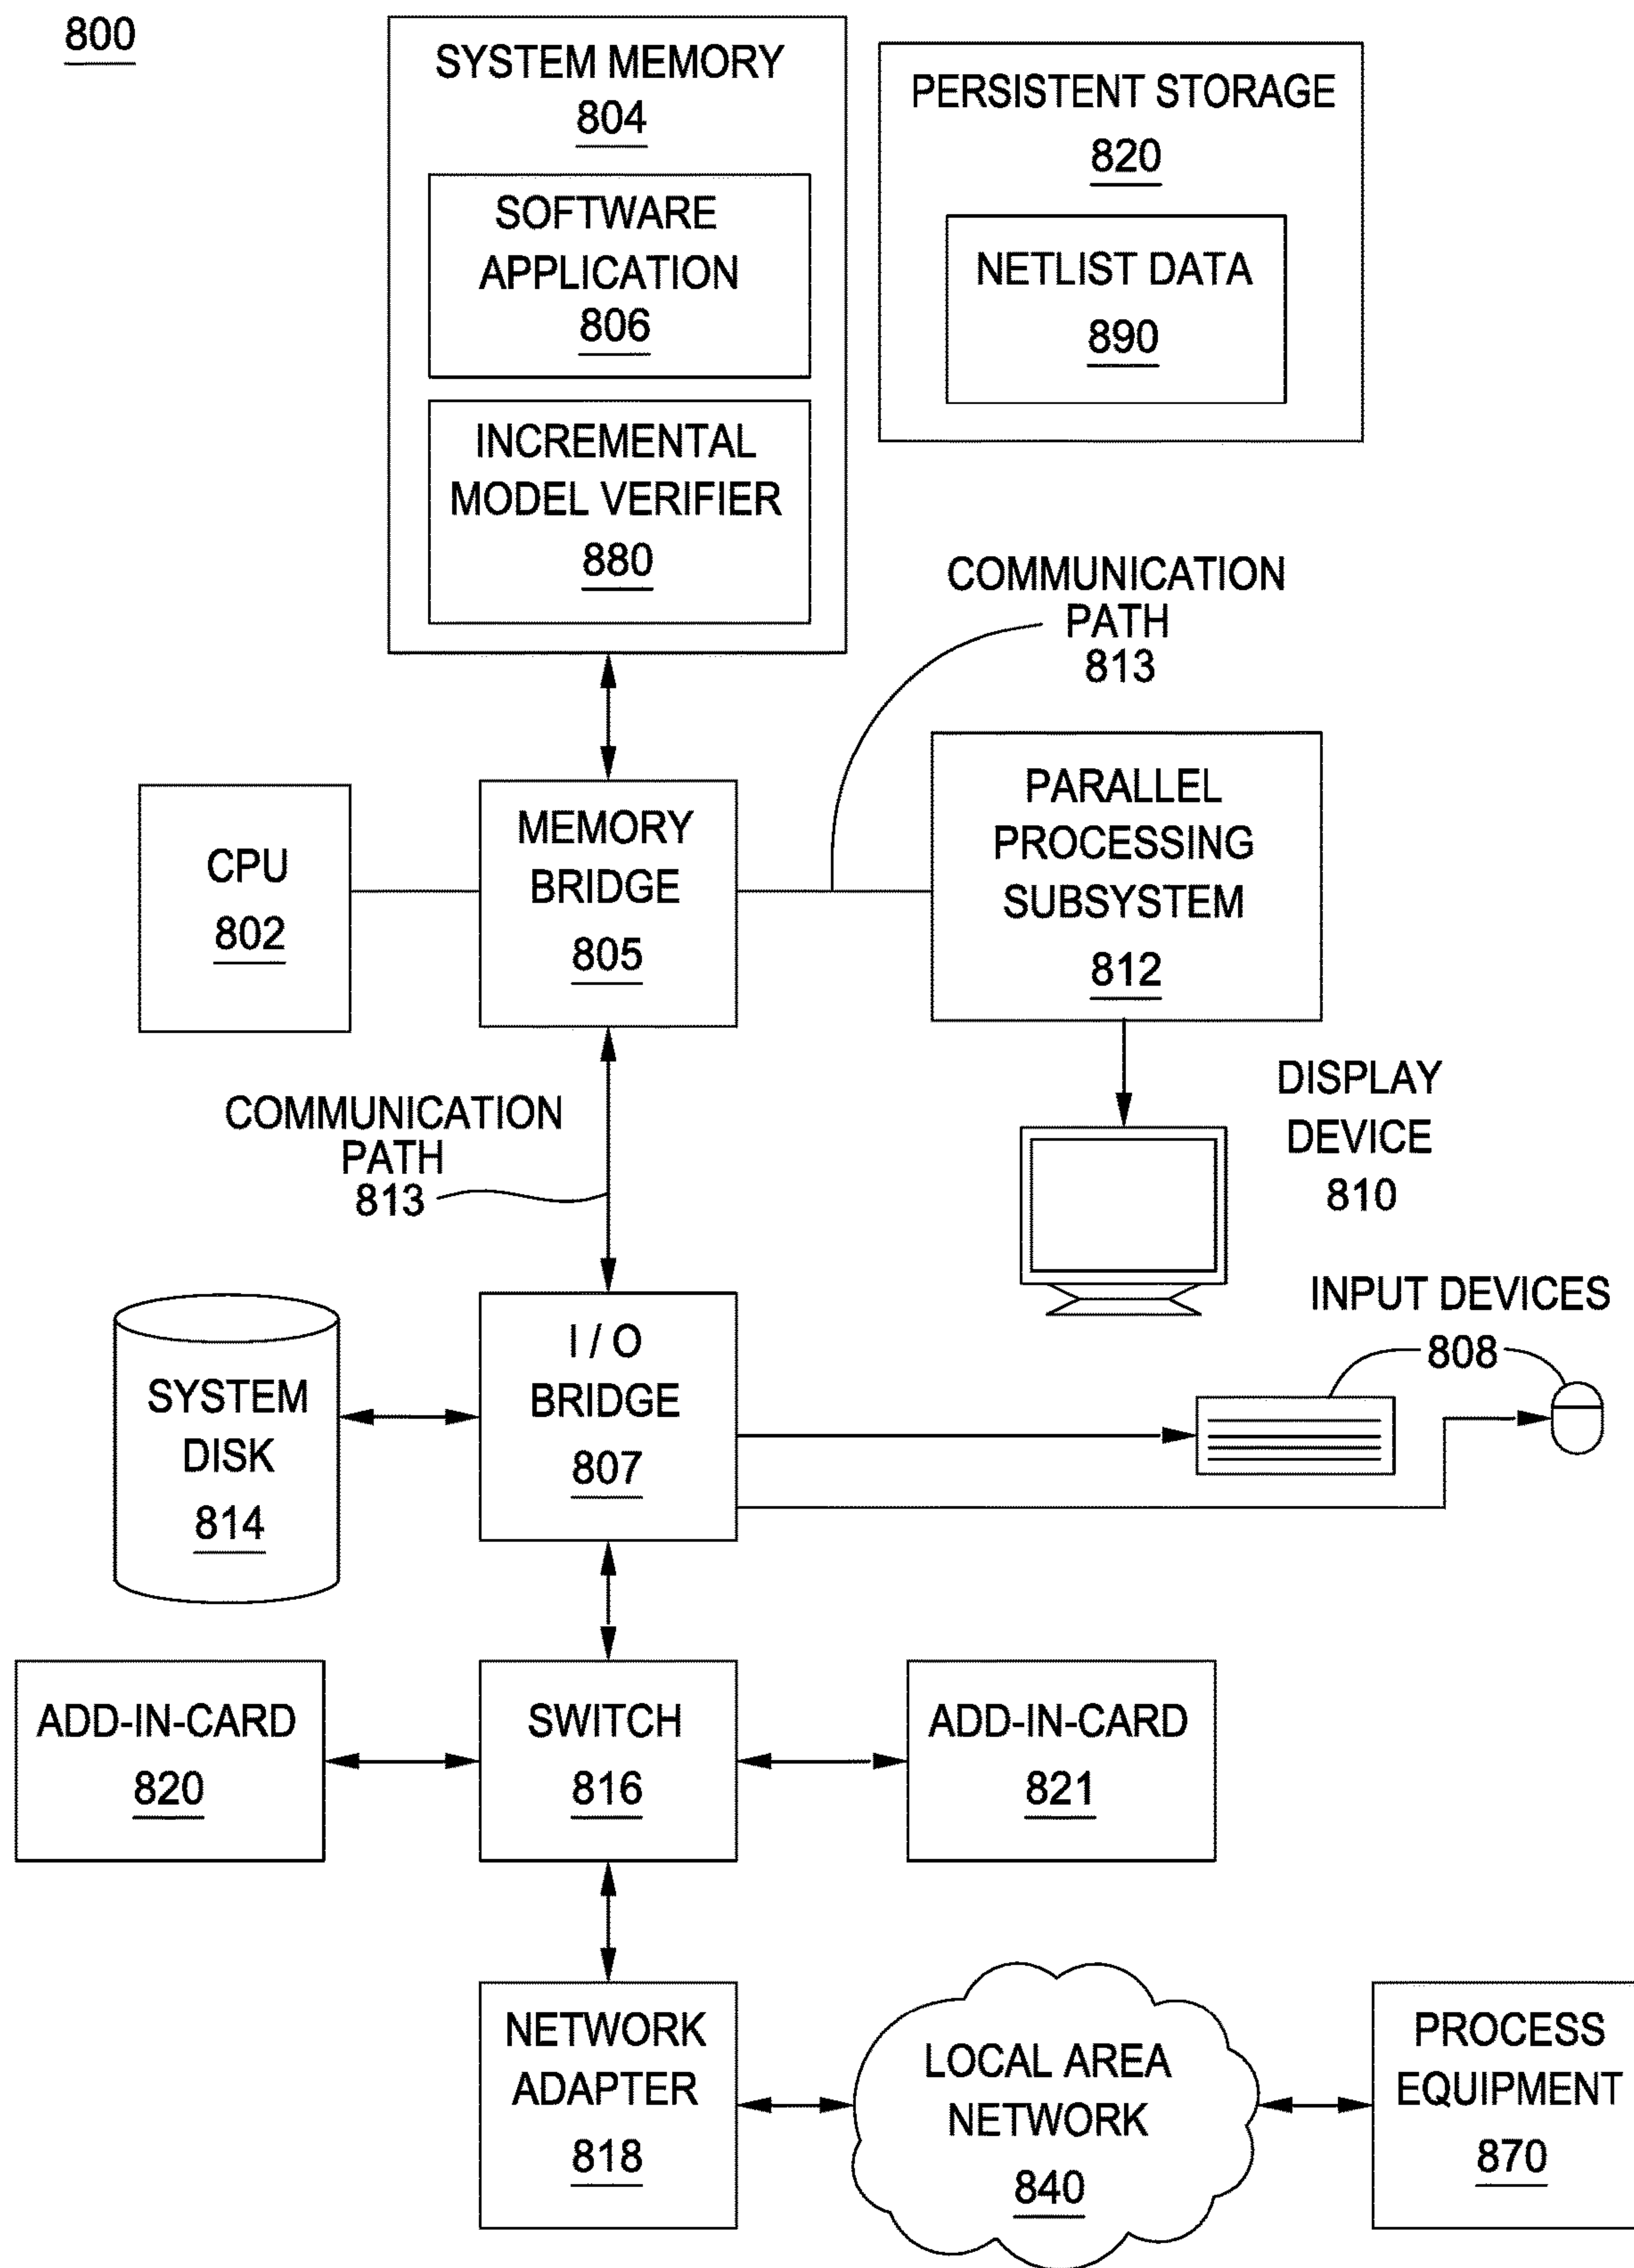 800
SYSTEM MEMORY
804
SOFTWARE
APPLICATION
806
INCREMENTAL
MODEL VERIFIER
880
PERSISTENT STORAGE
820
NETLIST DATA
890
COMMUNICATION
PATH
813
CPU
802
MEMORY
BRIDGE
805
PARALLEL
PROCESSING
SUBSYSTEM
812
COMMUNICATION
PATH
813
DISPLAY
DEVICE
810
SYSTEM
DISK
814
I / O
BRIDGE
807
INPUT DEVICES
808
ADD-IN-CARD
820
SWITCH
816
ADD-IN-CARD
821
NETWORK
ADAPTER
818
LOCAL AREA
NETWORK
840
PROCESS
EQUIPMENT
870